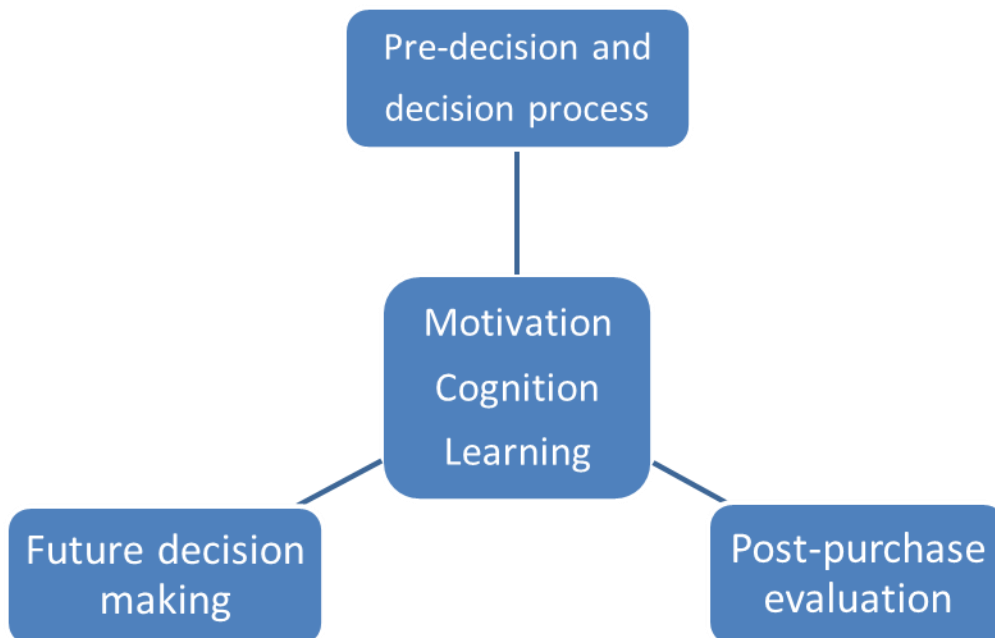 Pre-decision and
decision process
Motivation
Cognition
Learning
Future decision
making
Post-purchase
evaluation